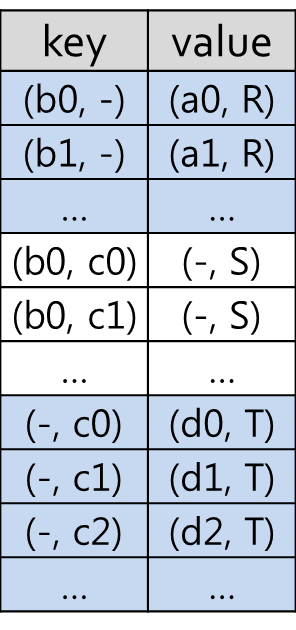 key value
(b0, -) (a0, R)
(b1, -) (a1, R)
... ...
(b0, c0) (-, S)
(b0, c1) (-, S)
... ...
(-, c0) (d0, T)
(-, c1) (d1, T)
(-, c2) (d2, T)
... ...